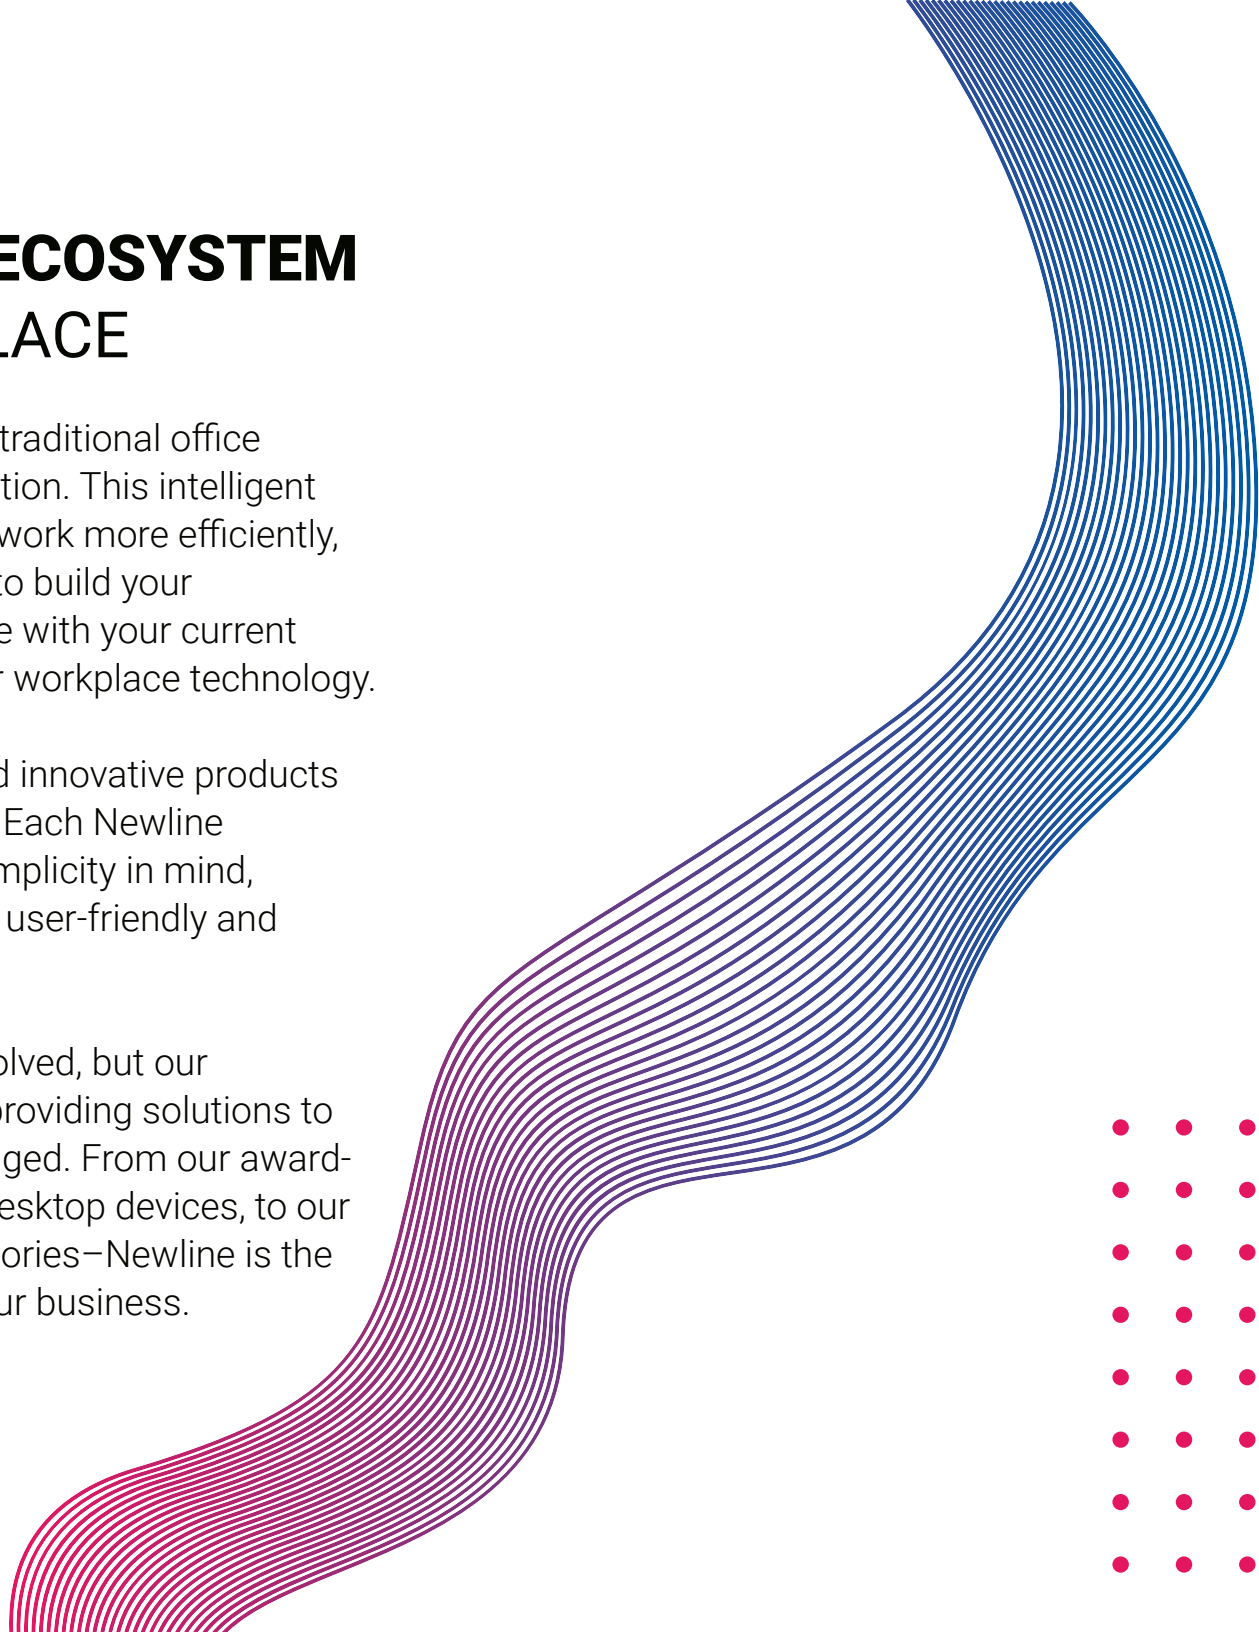 ECOSYSTEM
LACE
traditional office
tion. This intelligent
work more efficiently,
to build your
e with your current
r workplace technology.
d innovative products
Each Newline
mplicity in mind,
user-friendly and
olved, but our
providing solutions to
ged. From our award-
esktop devices, to our
ories–Newline is the
ur business.